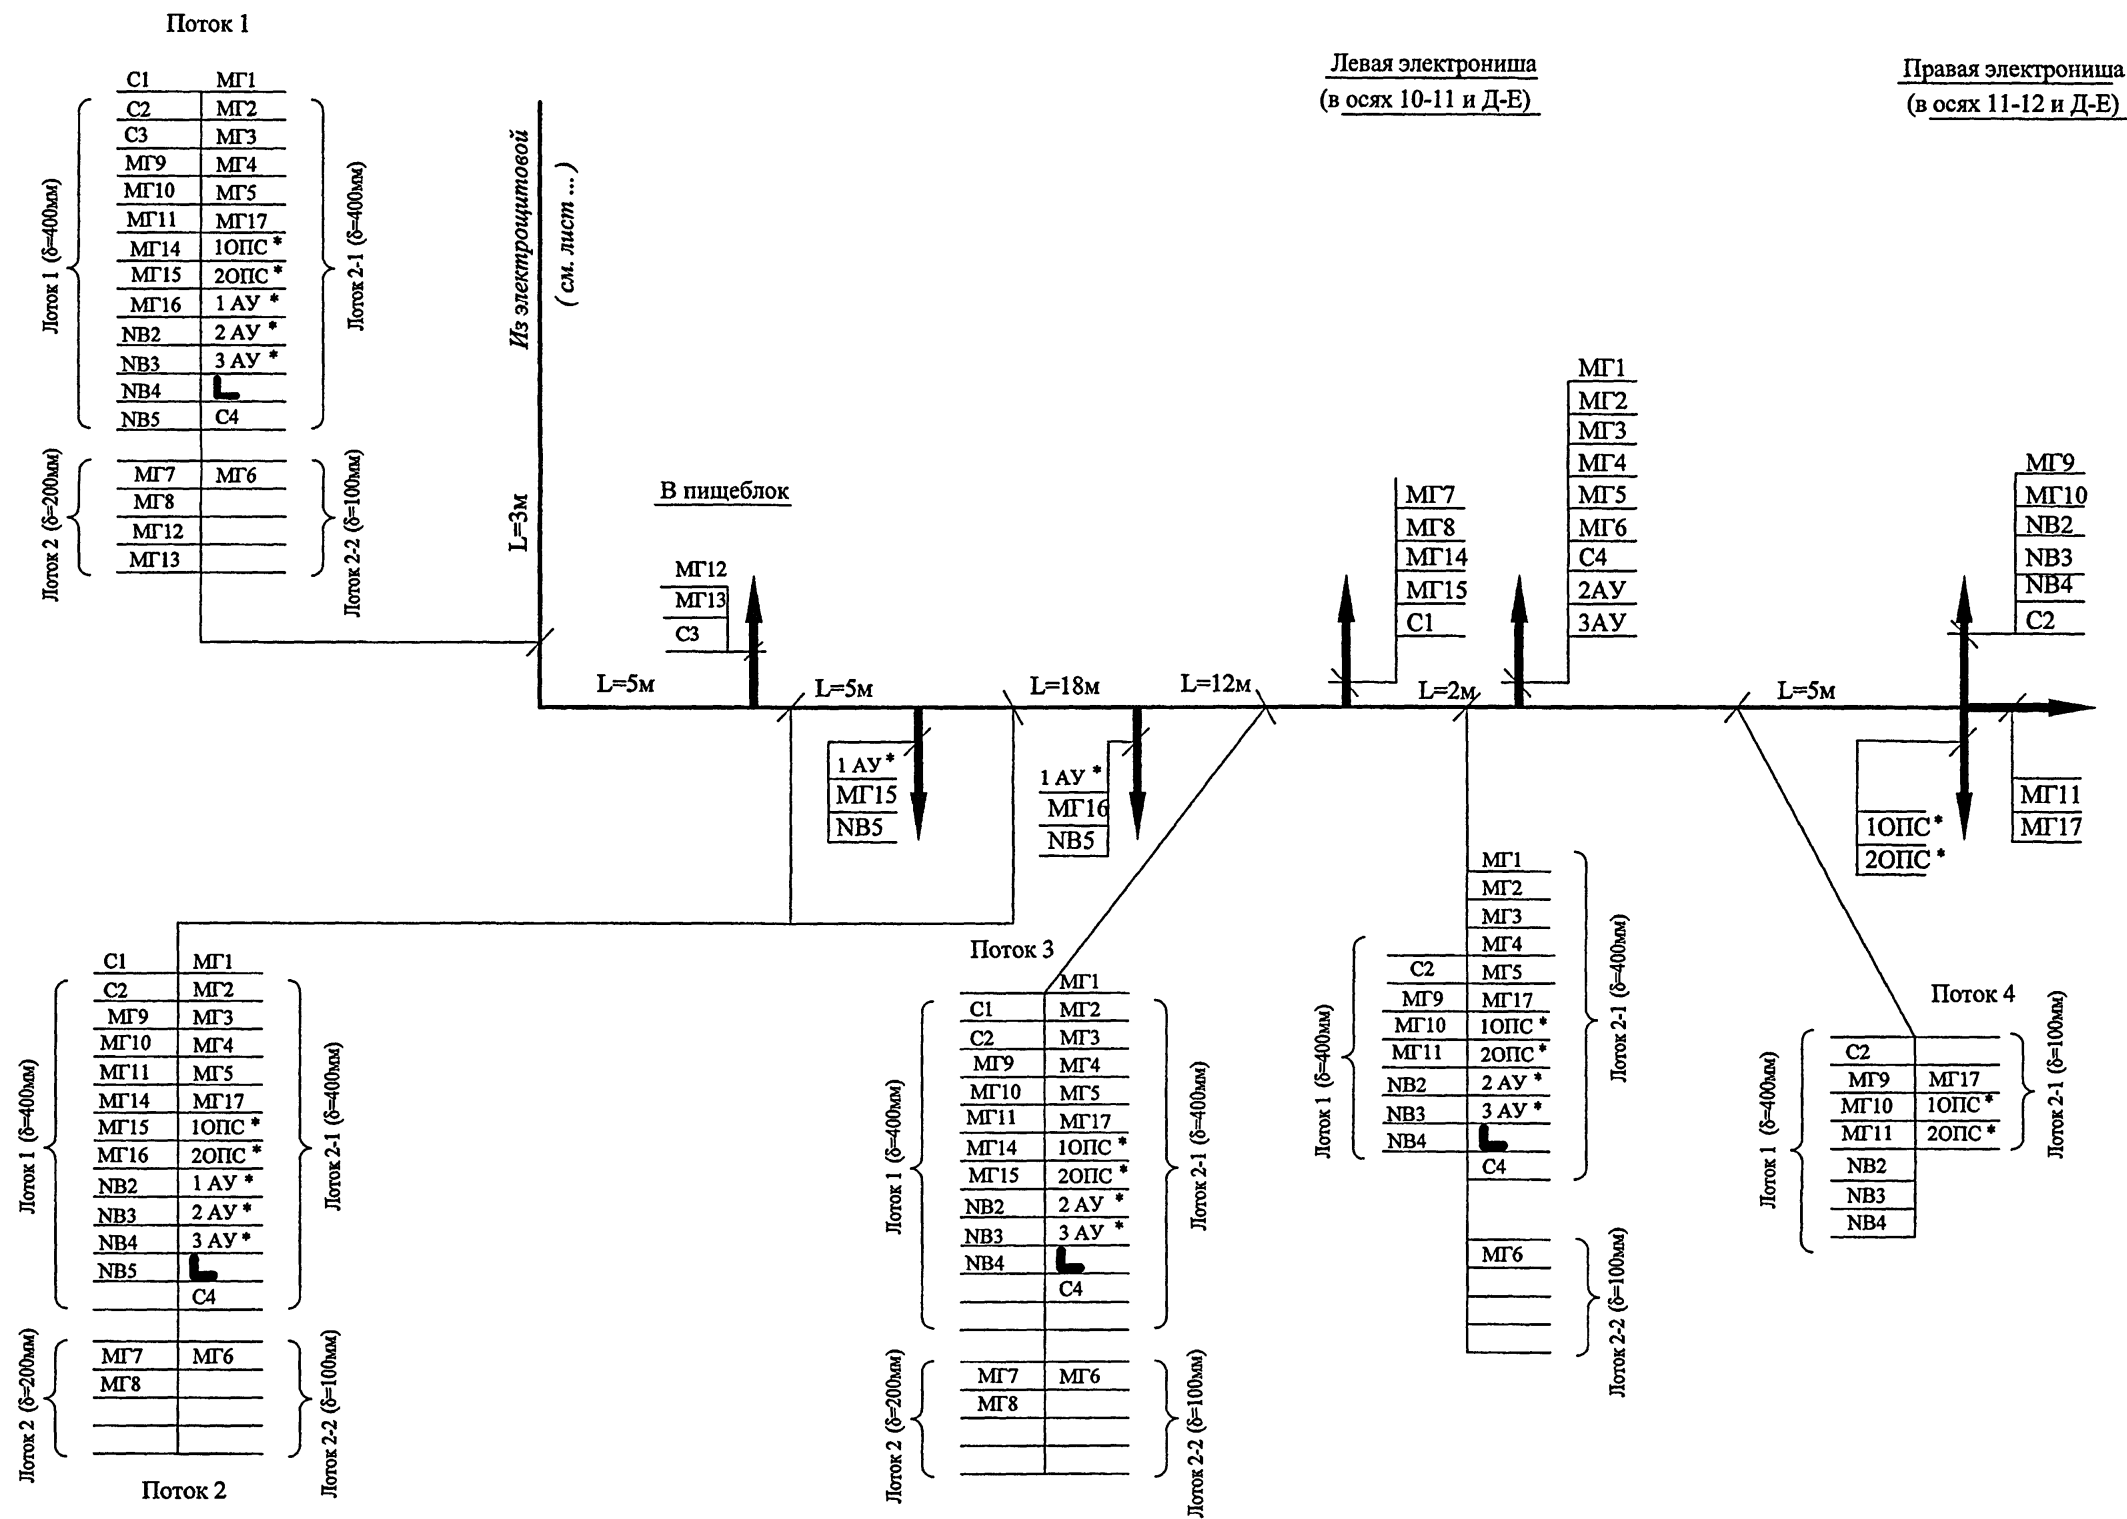 Поток 1
С1 МГ1
С2 МГ2
С3 МГ3
МГ9 МГ4
МГ10 МГ5
МГ11 МГ17
МГ14 1ОПС *
МГ15 2ОПС *
МГ16 1 АУ *
NB2 2 АУ *
NB3 3 АУ *
NB4 L
NB5 С4
Лоток 1 (δ=400мм)
Лоток 2-1 (δ=400мм)
МГ7 МГ6
МГ8
МГ12
МГ13
Лоток 2 (δ=200мм)
Лоток 2-2 (δ=100мм)
Из электрощитовой
( см. лист ... )
L=3м
Левая электрониша
(в осях 10-11 и Д-Е)
Правая электрониша
(в осях 11-12 и Д-Е)
В пищеблок
МГ12
МГ13
С3
L=5м
L=5м
L=18м
L=12м
L=2м
L=5м
1 АУ *
МГ15
NB5
1 АУ *
МГ16
NB5
МГ7
МГ8
МГ14
МГ15
С1
МГ1
МГ2
МГ3
МГ4
МГ5
МГ6
С4
2АУ
3АУ
МГ9
МГ10
NB2
NB3
NB4
С2
1ОПС *
2ОПС *
МГ11
МГ17
С1 МГ1
С2 МГ2
МГ9 МГ3
МГ10 МГ4
МГ11 МГ5
МГ14 МГ17
МГ15 1ОПС *
МГ16 2ОПС *
NB2 1 АУ *
NB3 2 АУ *
NB4 3 АУ *
NB5 L
С4
Лоток 1 (δ=400мм)
Лоток 2-1 (δ=400мм)
МГ7 МГ6
МГ8
Лоток 2 (δ=200мм)
Лоток 2-2 (δ=100мм)
Поток 2
Поток 3
МГ1
С1 МГ2
С2 МГ3
МГ9 МГ4
МГ10 МГ5
МГ11 МГ17
МГ14 1ОПС *
МГ15 2ОПС *
NB2 2 АУ *
NB3 3 АУ *
NB4 L
С4
Лоток 1 (δ=400мм)
Лоток 2-1 (δ=400мм)
МГ7 МГ6
МГ8
Лоток 2 (δ=200мм)
Лоток 2-2 (δ=100мм)
МГ1
МГ2
МГ3
МГ4
С2 МГ5
МГ9 МГ17
МГ10 1ОПС *
МГ11 2ОПС *
NB2 2 АУ *
NB3 3 АУ *
NB4 L
С4
Лоток 1 (δ=400мм)
Лоток 2-1 (δ=400мм)
МГ6
Лоток 2-2 (δ=100мм)
Поток 4
С2
МГ9 МГ17
МГ10 1ОПС *
МГ11 2ОПС *
NB2
NB3
NB4
Лоток 1 (δ=400мм)
Лоток 2-1 (δ=100мм)